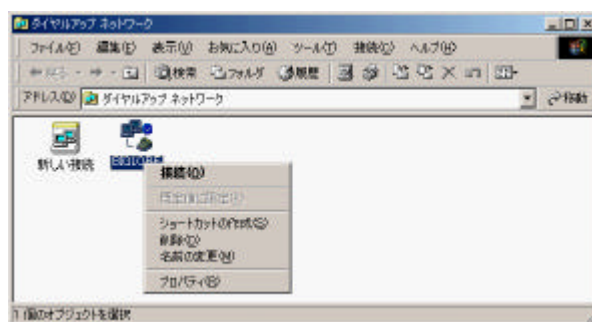 ダイヤルアップ ネットワーク
ファイル(F) 編集(E) 表示(V) お気に入り(A) ツール(T) 接続(C) ヘルプ(H)
検索 フォルダ 履歴
アドレス(D) ダイヤルアップ ネットワーク 移動
新しい接続
接続(O)
ショートカットの作成(S)
削除(D)
名前の変更(M)
プロパティ(R)
1 個のオブジェクトを選択